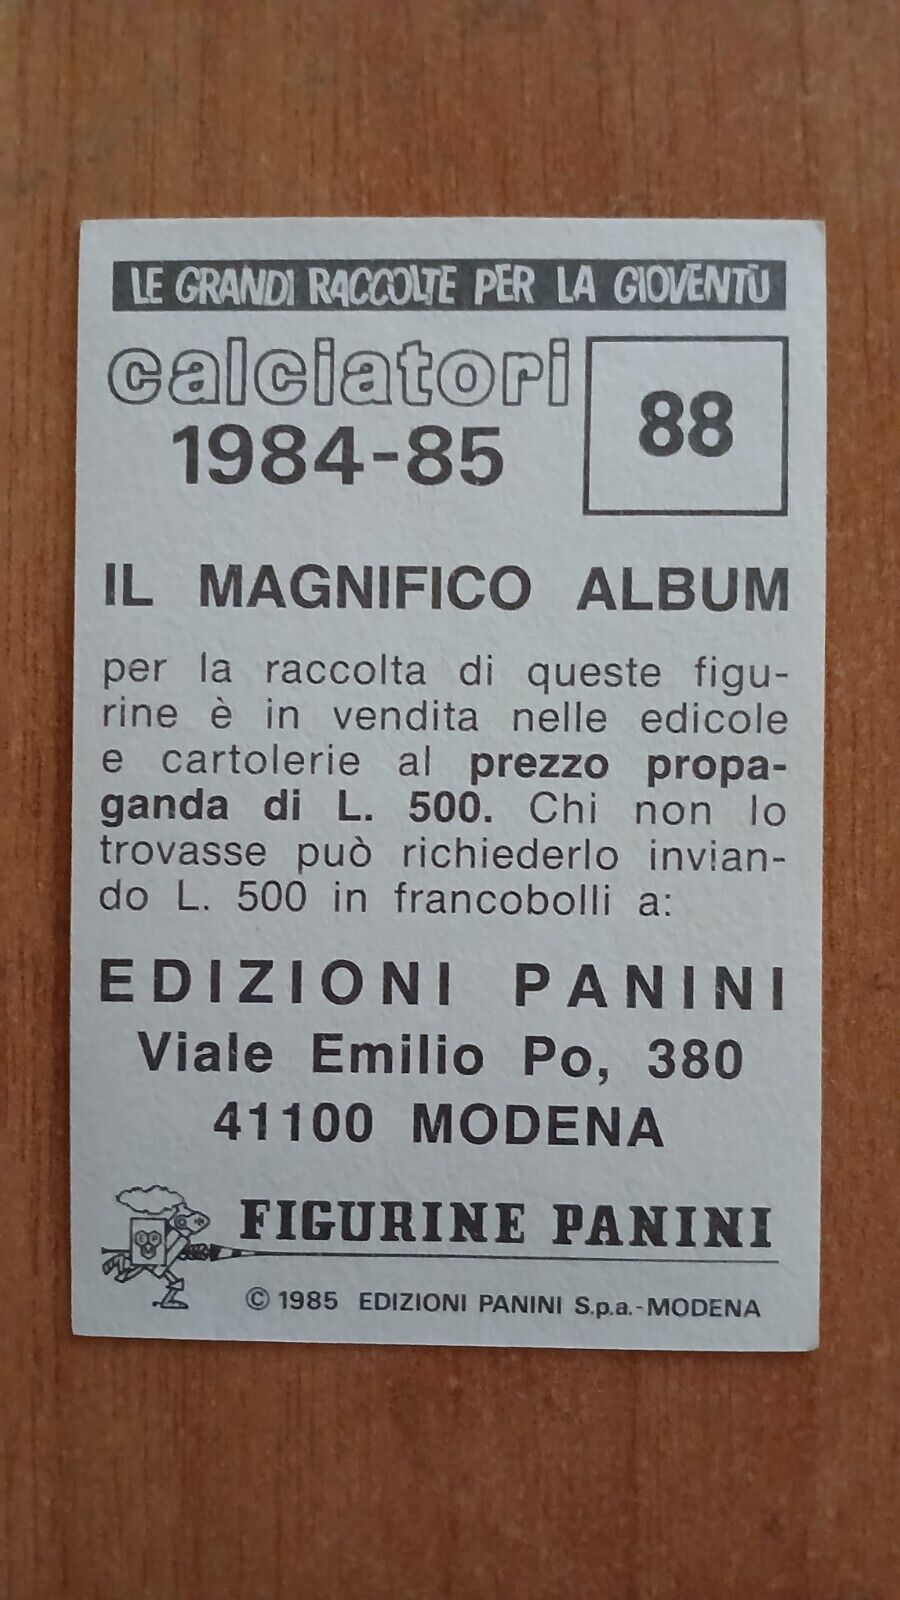 LE GRANDI RACCOLTE PER LA GIOVENTÙ
calciatori
1984-85
88
IL MAGNIFICO ALBUM
per la raccolta di queste figu-
rine è in vendita nelle edicole
e cartolerie al prezzo propa-
ganda di L. 500. Chi non lo
trovasse può richiederlo invian-
do L. 500 in francobolli a:
EDIZIONI PANINI
Viale Emilio Po, 380
41100 MODENA
FIGURINE PANINI
© 1985 EDIZIONI PANINI S.p.a.-MODENA